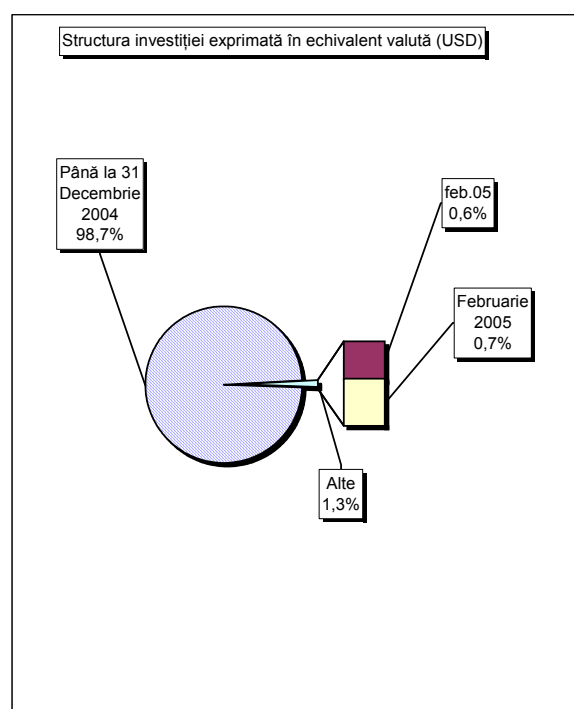 Structura investiției exprimată în echivalent valută (USD)
Până la 31
Decembrie
2004
98,7%
feb.05
0,6%
Februarie
2005
0,7%
Alte
1,3%